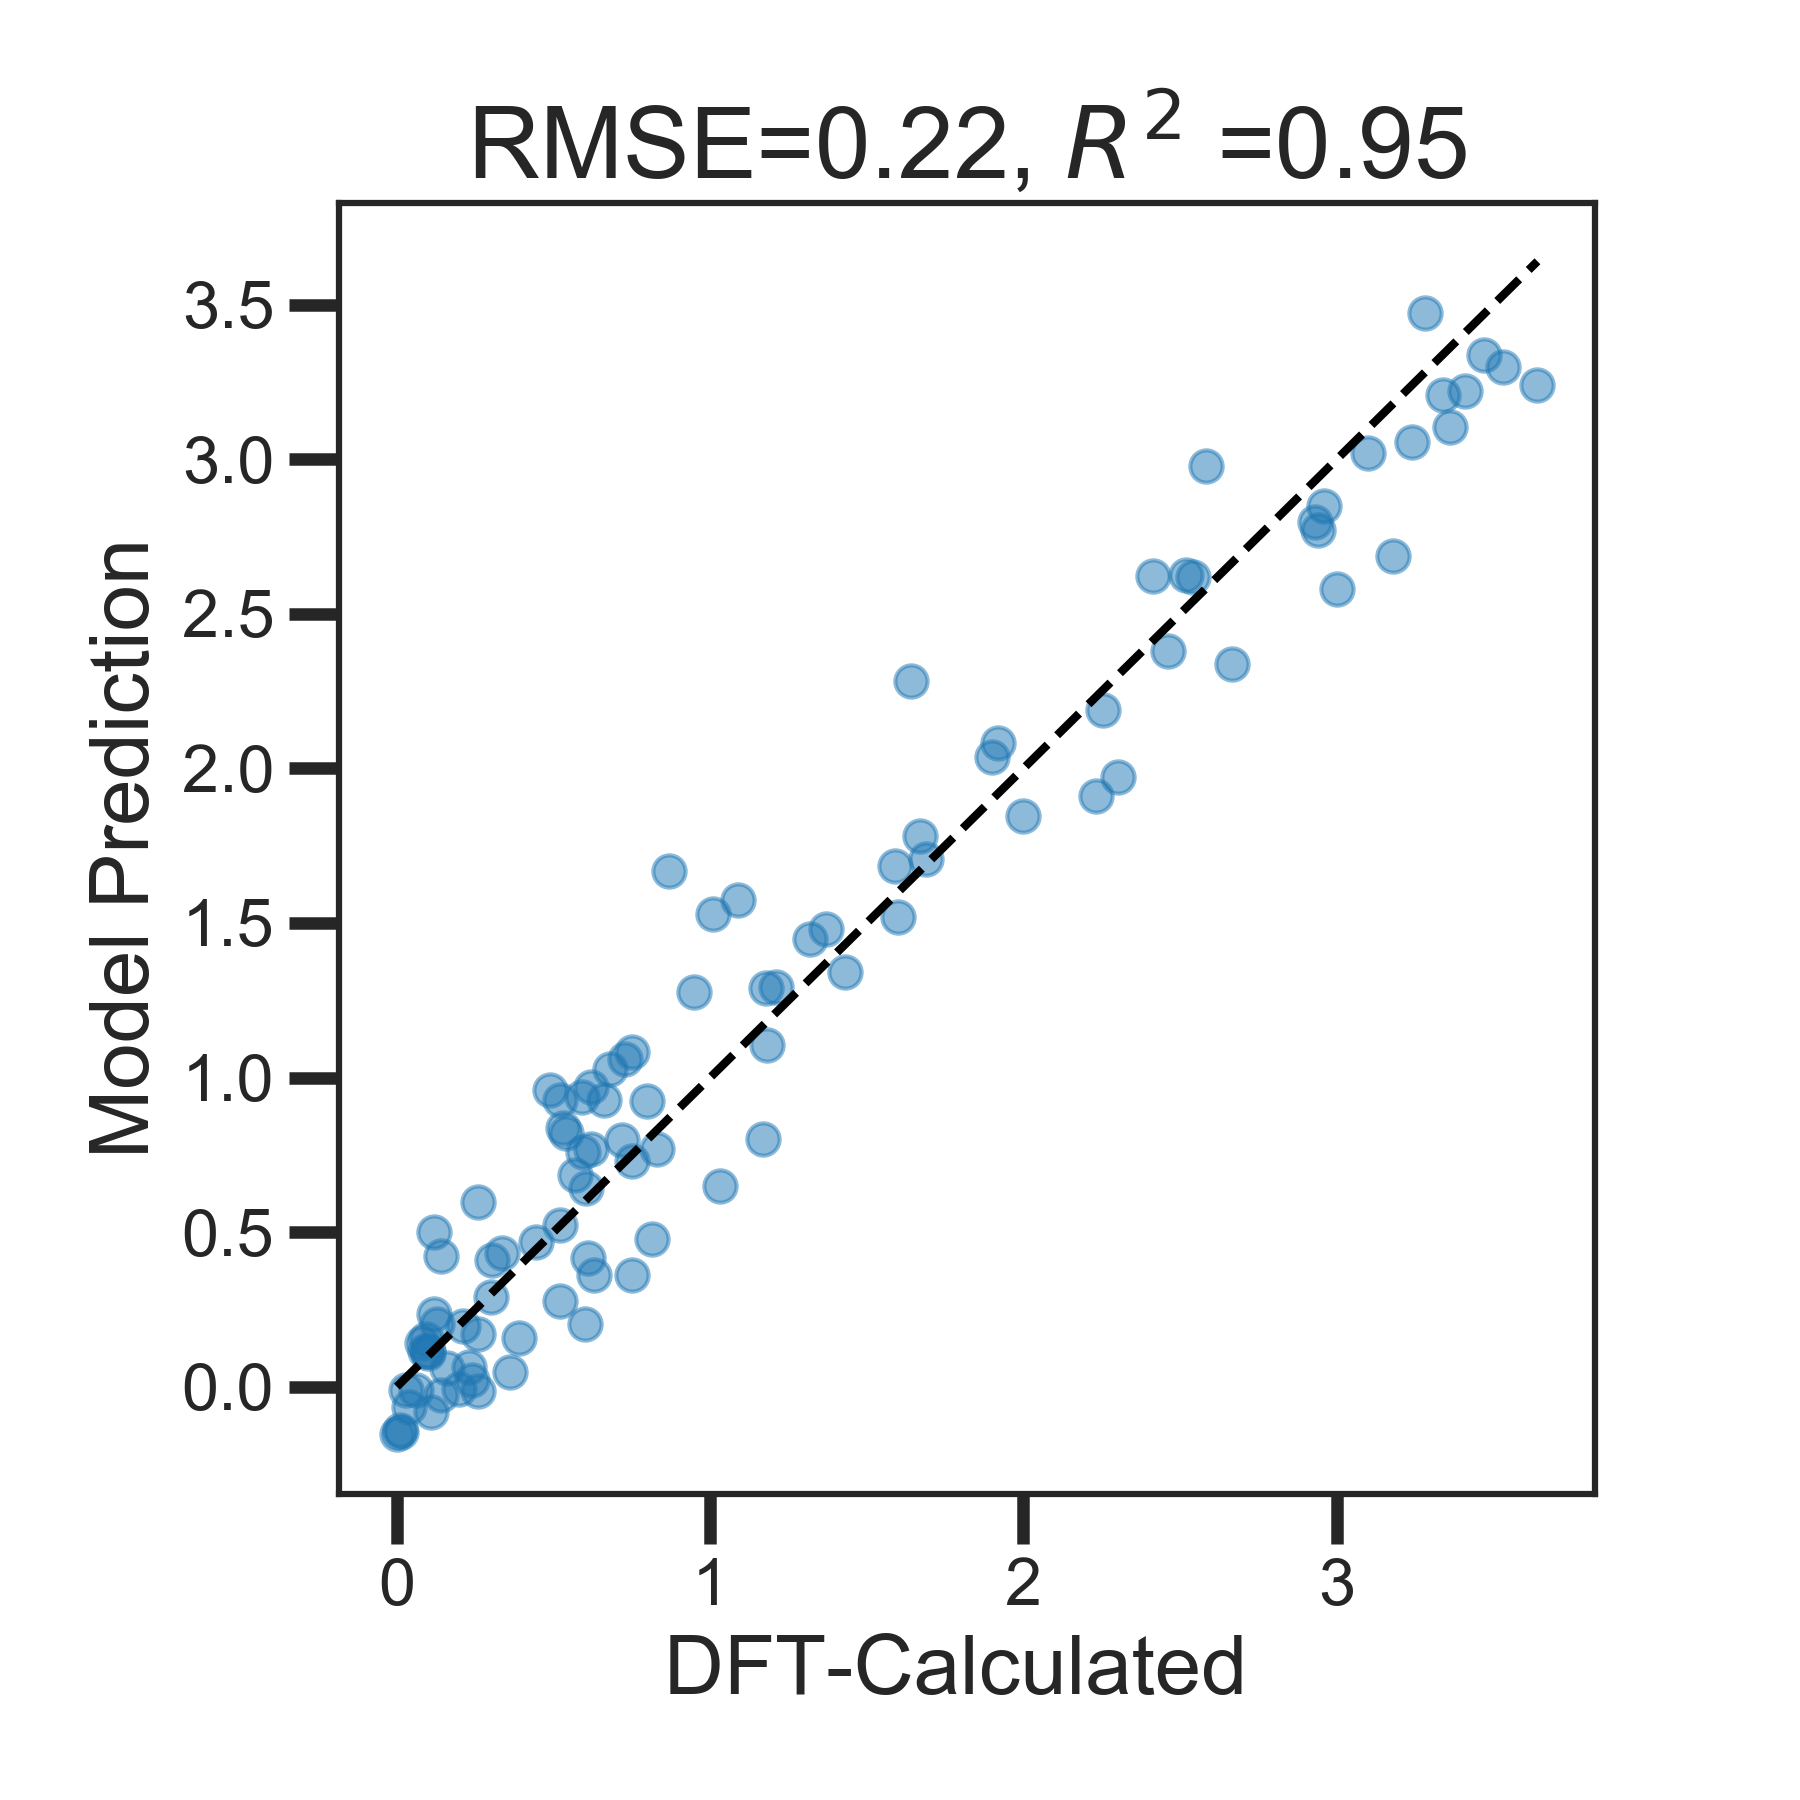 RMSE=0.22, R² =0.95
Model Prediction
3.5
3.0
2.5
2.0
1.5
1.0
0.5
0.0
0 1 2 3
DFT-Calculated